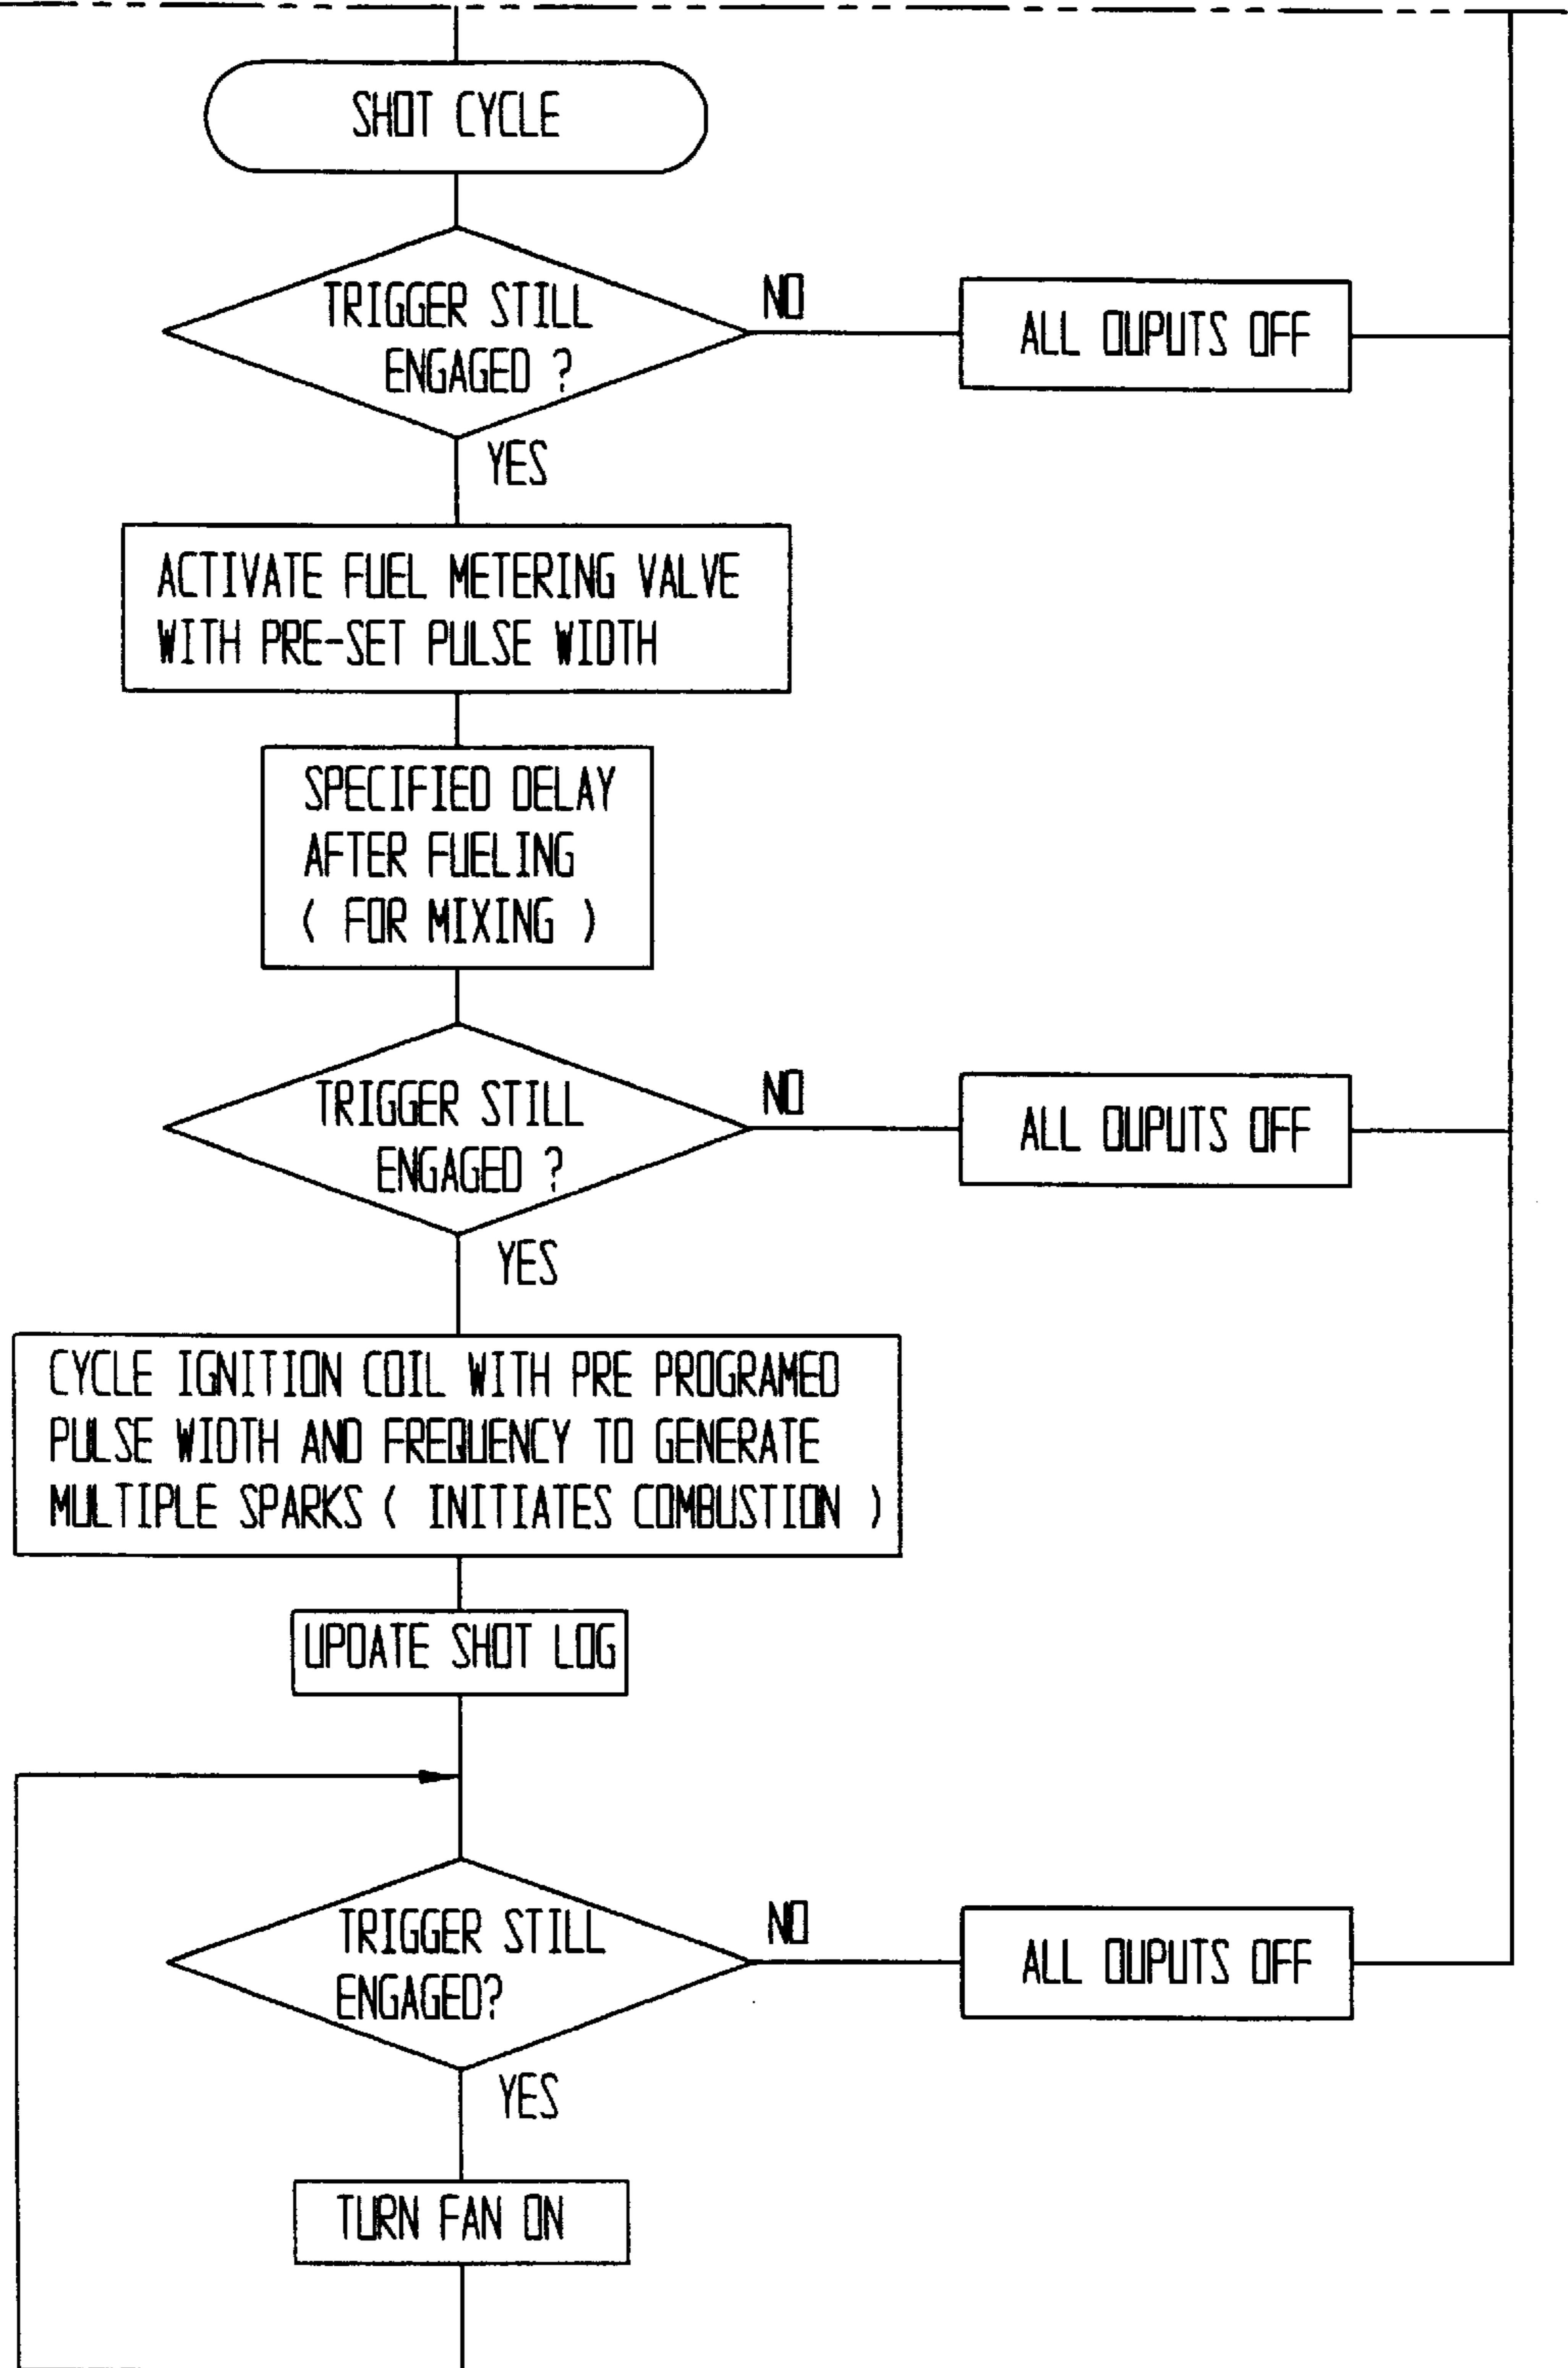 SHOT CYCLE
TRIGGER STILL
ENGAGED ?
NO
ALL OUPUTS OFF
YES
ACTIVATE FUEL METERING VALVE
WITH PRE-SET PULSE WIDTH
SPECIFIED DELAY
AFTER FUELING
( FOR MIXING )
TRIGGER STILL
ENGAGED ?
NO
ALL OUPUTS OFF
YES
CYCLE IGNITION COIL WITH PRE PROGRAMED
PULSE WIDTH AND FREQUENCY TO GENERATE
MULTIPLE SPARKS ( INITIATES COMBUSTION )
UPDATE SHOT LOG
TRIGGER STILL
ENGAGED?
NO
ALL OUPUTS OFF
YES
TURN FAN ON